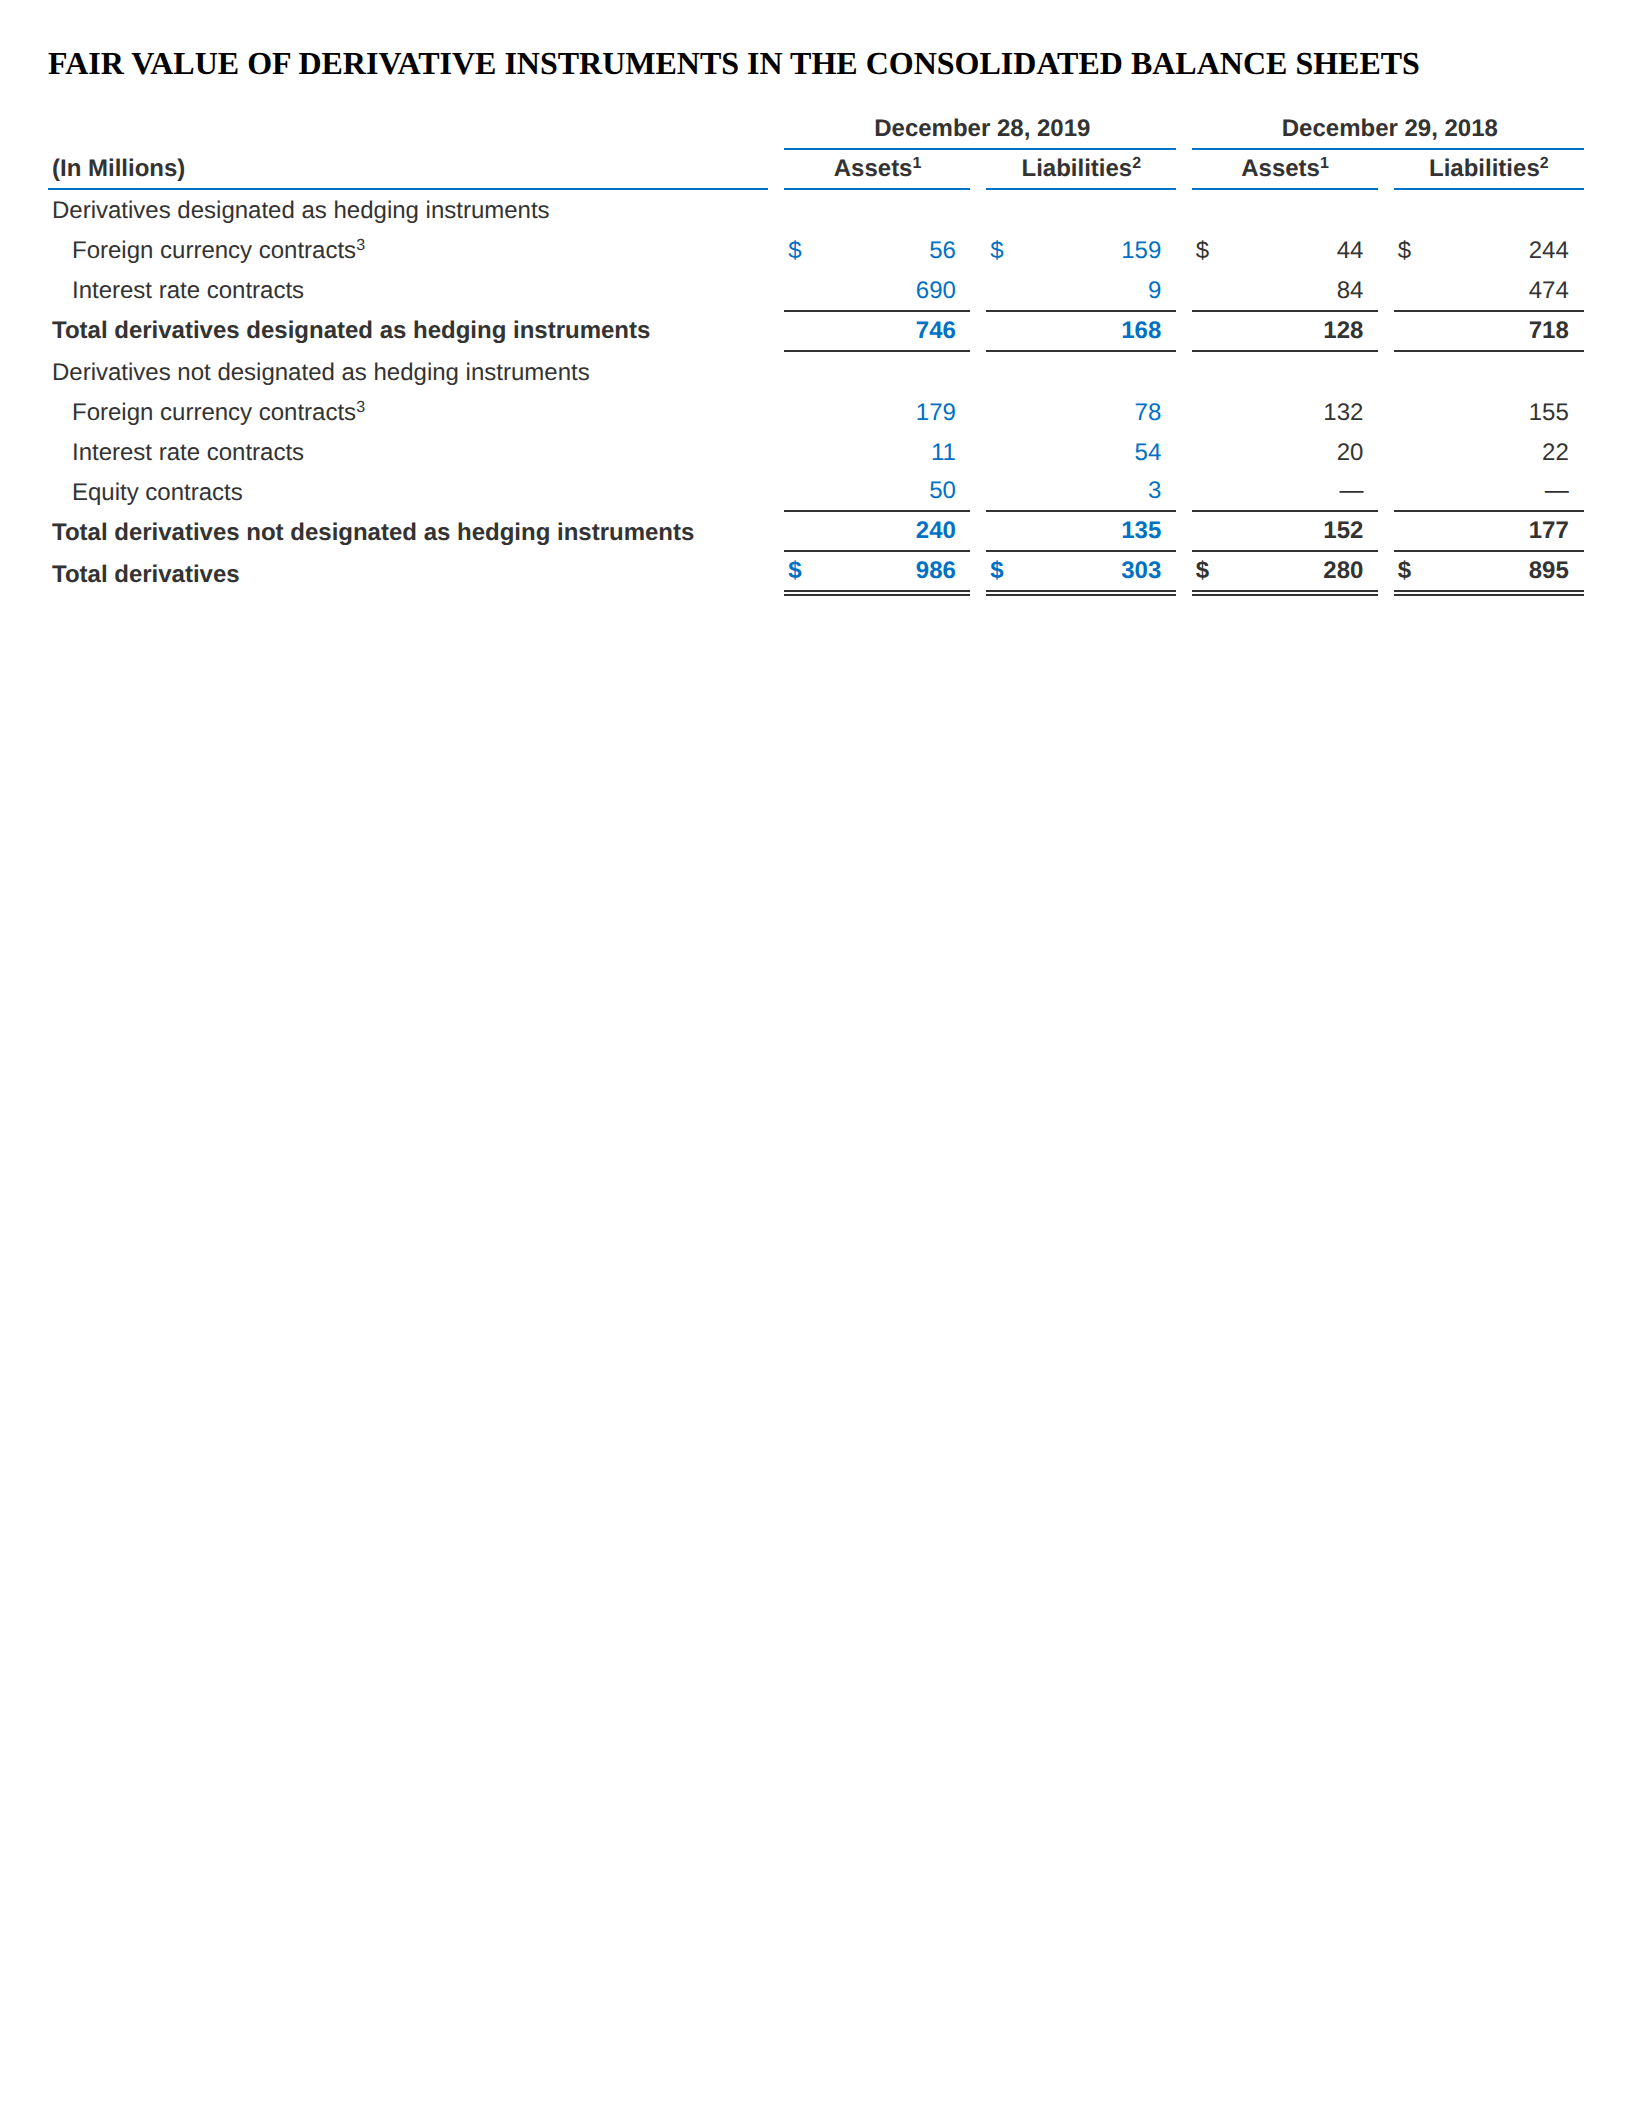 FAIR VALUE OF DERIVATIVE INSTRUMENTS IN THE CONSOLIDATED BALANCE SHEETS
December 28, 2019 December 29, 2018
(In Millions) Assets¹ Liabilities² Assets¹ Liabilities²
Derivatives designated as hedging instruments
Foreign currency contracts³ $ 56 $ 159 $ 44 $ 244
Interest rate contracts 690 9 84 474
Total derivatives designated as hedging instruments 746 168 128 718
Derivatives not designated as hedging instruments
Foreign currency contracts³ 179 78 132 155
Interest rate contracts 11 54 20 22
Equity contracts 50 3 — —
Total derivatives not designated as hedging instruments 240 135 152 177
Total derivatives $ 986 $ 303 $ 280 $ 895